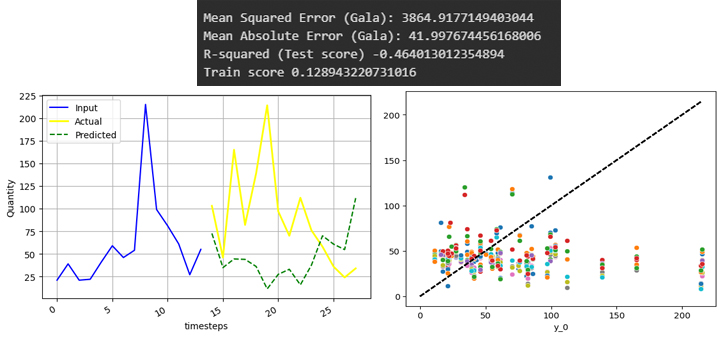 Mean Squared Error (Gala): 3864.9177149403044
Mean Absolute Error (Gala): 41.997674456168006
R-squared (Test score) -0.464013012354894
Train score 0.128943220731016
225
200
175
150
125
100
75
50
25
Quantity
Input
Actual
Predicted
0
5
10
15
20
25
timesteps
200
150
100
50
0
0
50
100
150
200
y_o